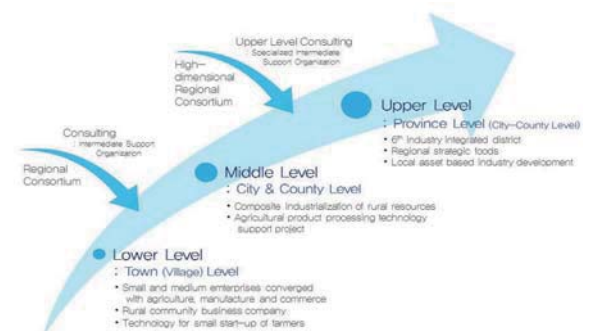 Upper Level Consulting
: Specialized Intermediate
Support Organization
High-
dimensional
Regional
Consortium
Upper Level
: Province Level (City-County Level)
• 6th Industry integrated district
• Regional strategic foods
• Local asset based industry development
Consulting
: Intermediate Support
Organization
Regional
Consortium
Middle Level
: City & County Level
• Composite Industrialization of rural resources
• Agricultural product processing technology
support project
Lower Level
: Town (Village) Level
• Small and medium enterprises converged
with agriculture, manufacture and commerce
• Rural community business company
• Technology for small start-up of farmers